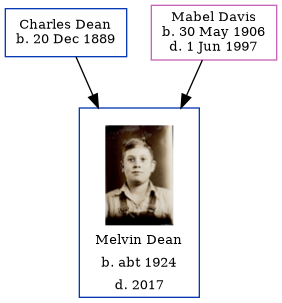 Charles Dean
b. 20 Dec 1889
Mabel Davis
b. 30 May 1906
d. 1 Jun 1997
Melvin Dean
b. abt 1924
d. 2017